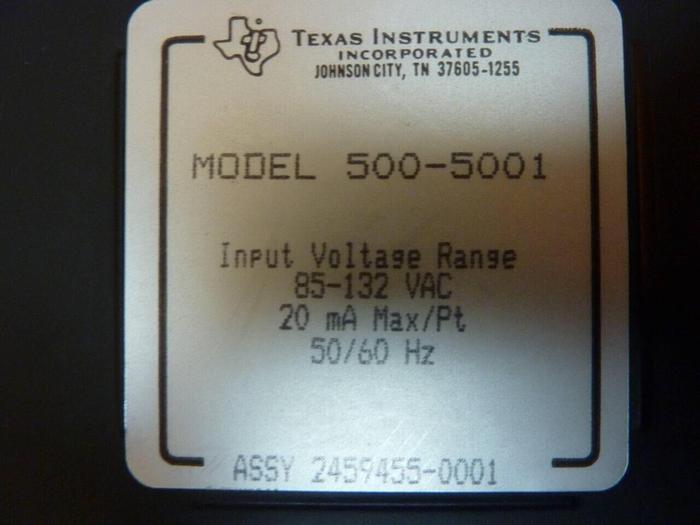 TEXAS INSTRUMENTS
INCORPORATED
JOHNSON CITY, TN 37605-1255
MODEL 500-5001
Input Voltage Range
85-132 VAC
20 mA Max/Pt
50/60 Hz
ASSY 2459455-0001